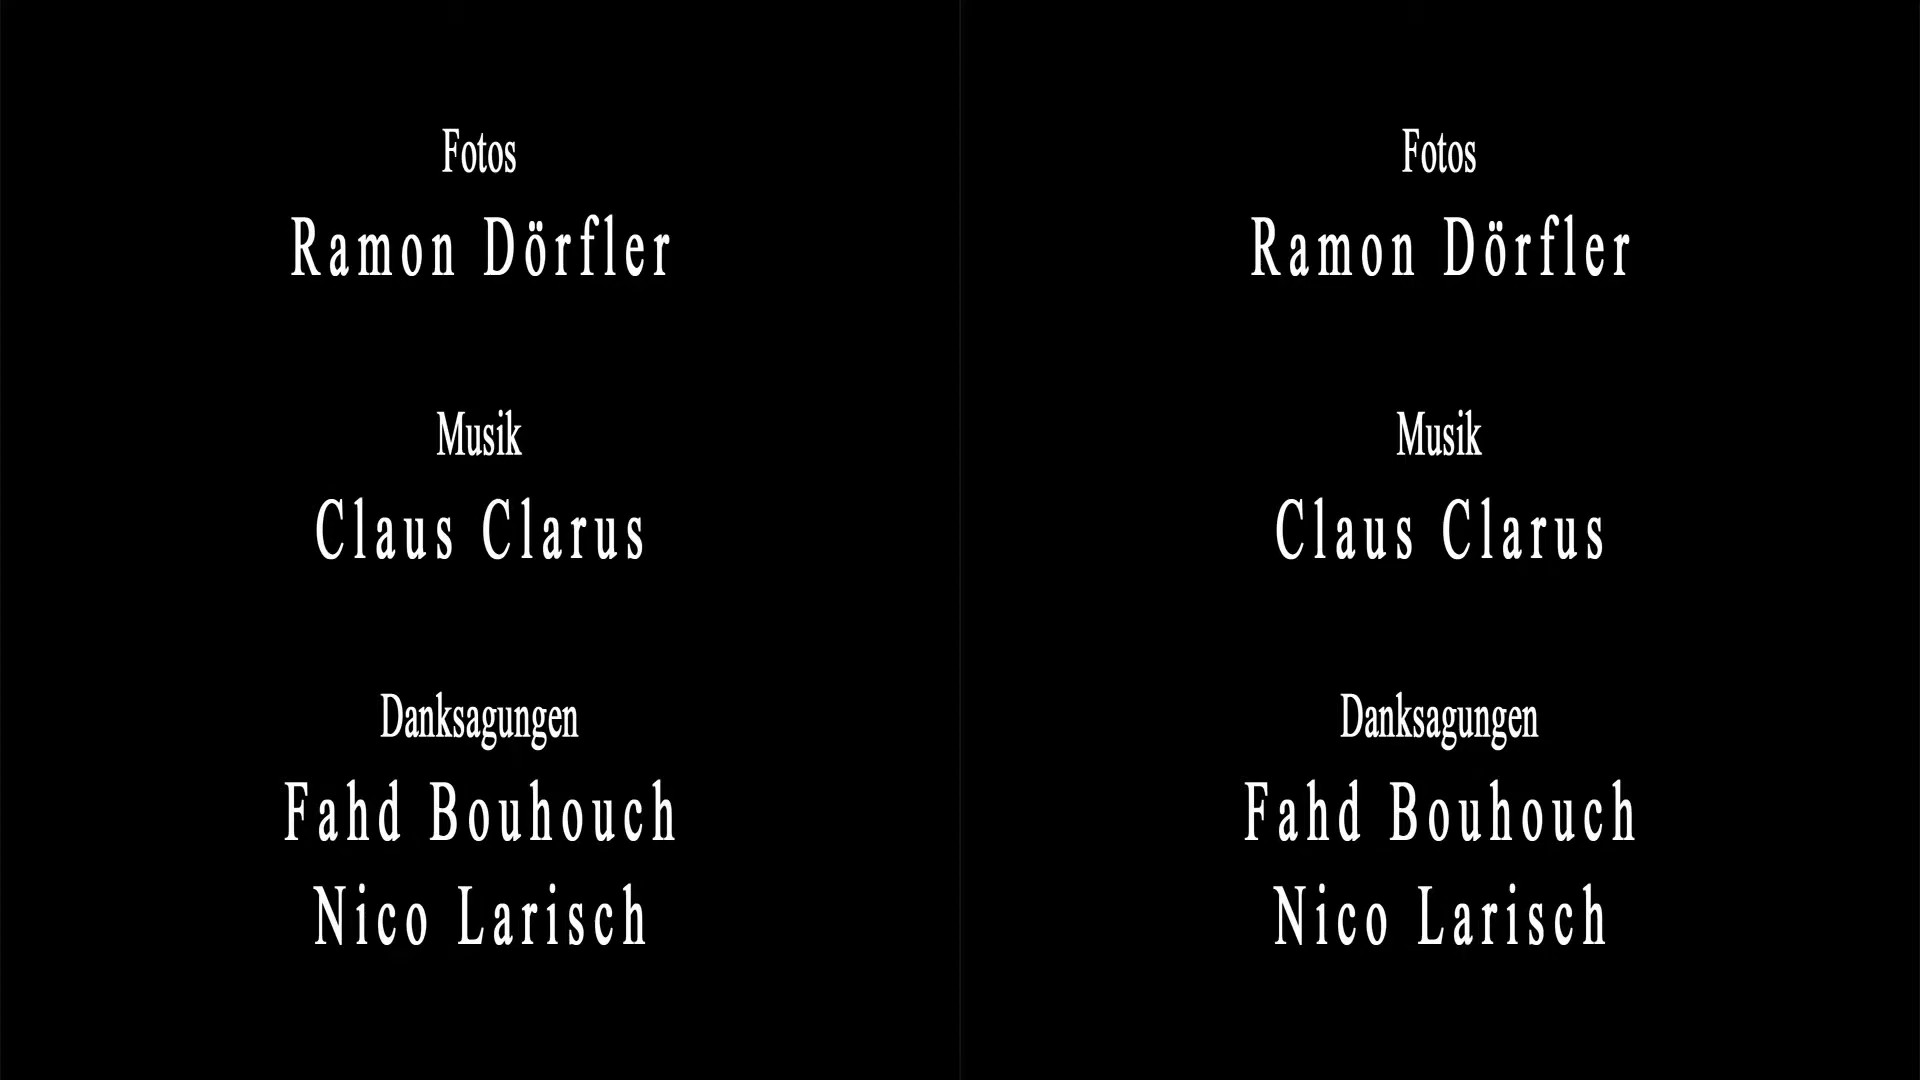 Fotos
Ramon Dörfler
Musik
Claus Clarus
Danksagungen
Fahd Bouhouch
Nico Larisch
Fotos
Ramon Dörfler
Musik
Claus Clarus
Danksagungen
Fahd Bouhouch
Nico Larisch